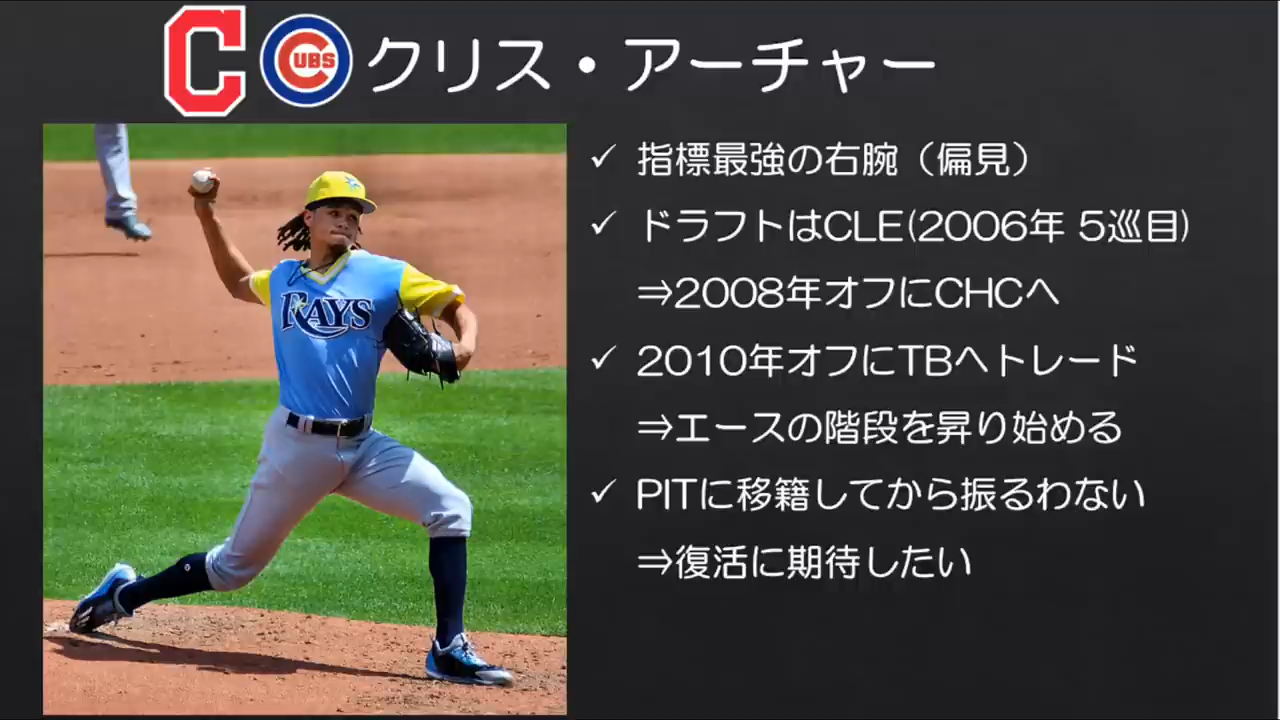 C CUBS クリス・アーチャー
✓ 指標最強の右腕（偏見）
✓ ドラフトはCLE(2006年 5巡目)
⇒2008年オフにCHCへ
✓ 2010年オフにTBへトレード
⇒エースの階段を昇り始める
✓ PITに移籍してから振るわない
⇒復活に期待したい
RAYS